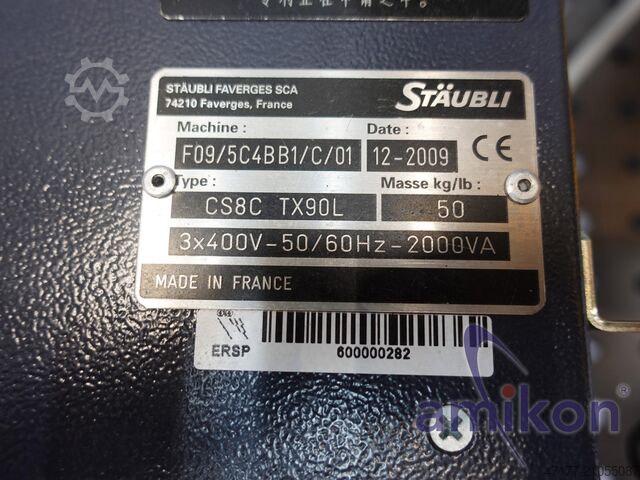 STÄUBLI FAVERGES SCA
74210 Faverges, France
STÄUBLI
Machine :
Date :
F09/5C4BB1/C/01
12-2009
CE
Type :
Masse kg/lb :
CS8C TX90L
50
3x400V-50/60Hz-2000VA
MADE IN FRANCE
ERSP
600000282
amikon